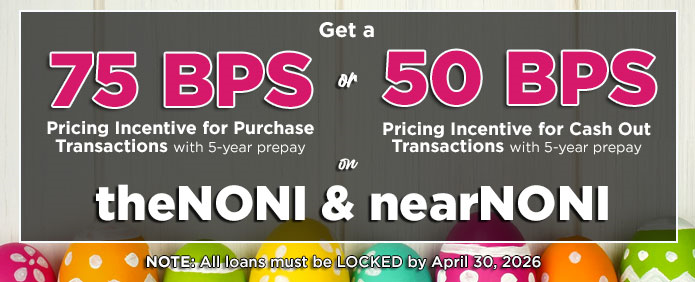 Get a
75 BPS or 50 BPS
Pricing Incentive for Purchase
Transactions with 5-year prepay
Pricing Incentive for Cash Out
Transactions with 5-year prepay
on
theNONI & nearNONI
NOTE: All loans must be LOCKED by April 30, 2026